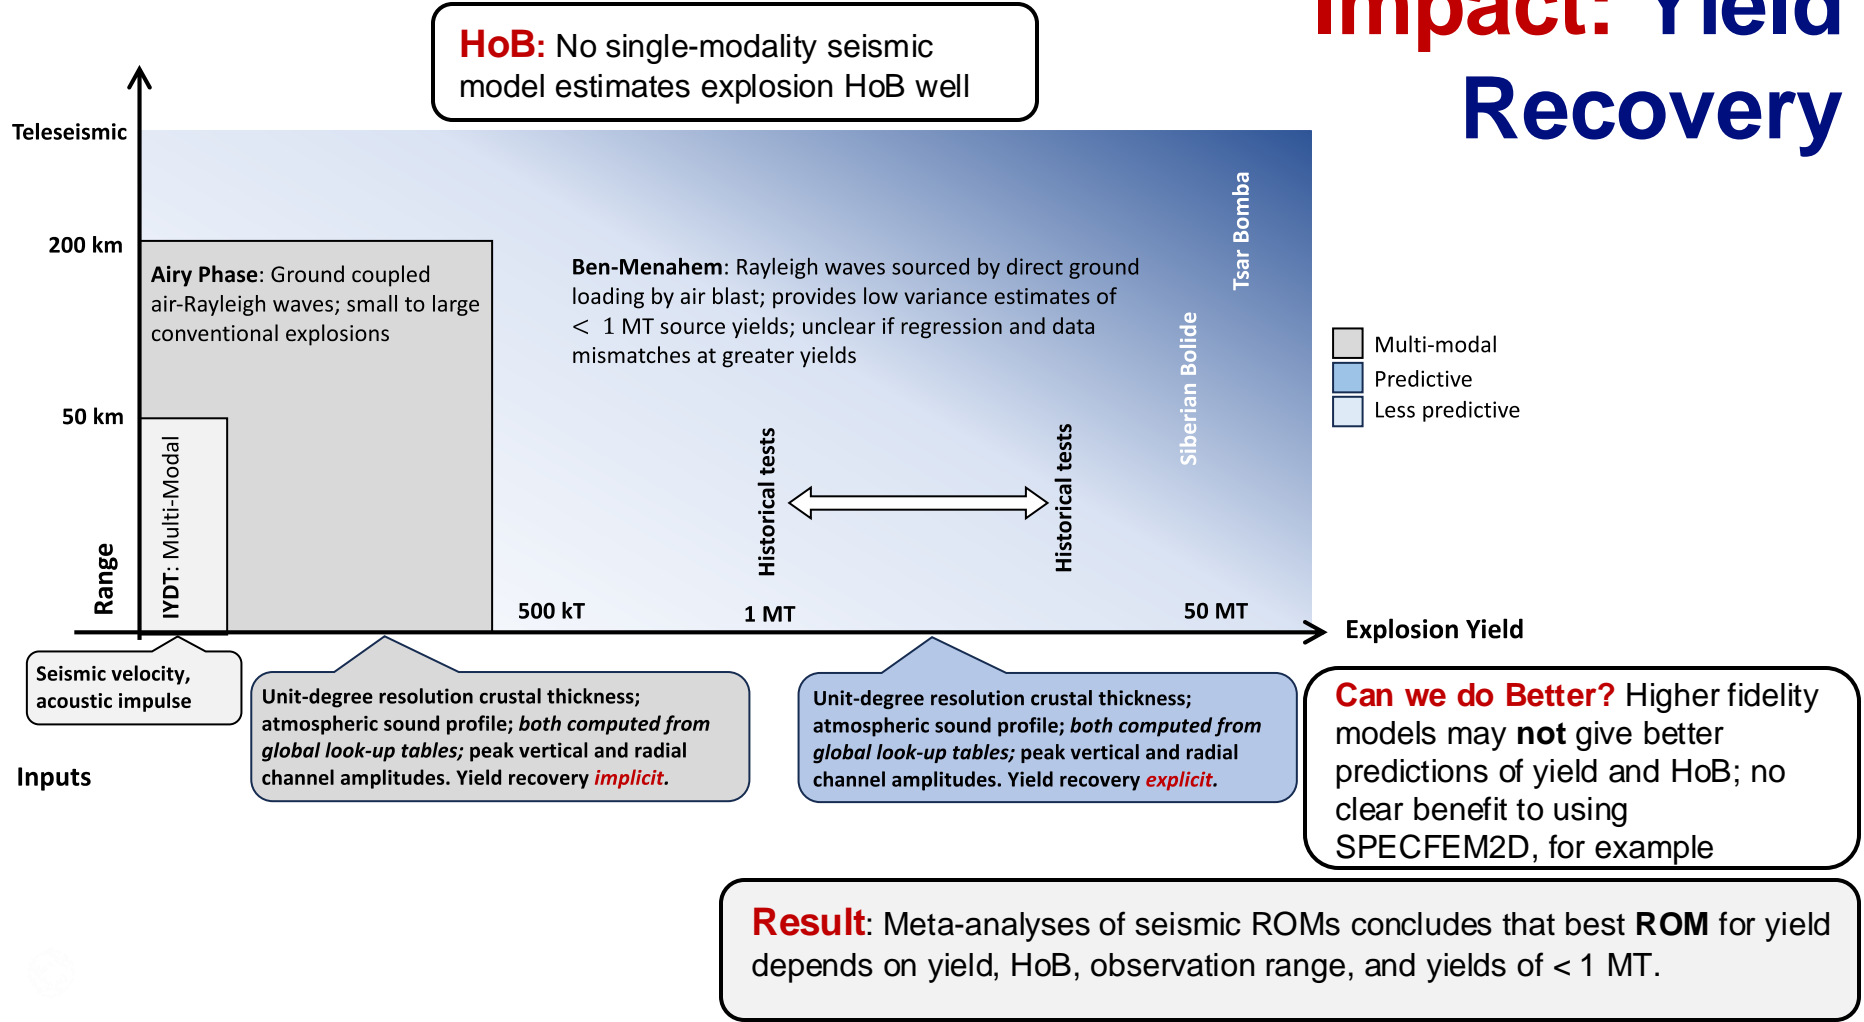 Impact: Yield
Recovery
HoB: No single-modality seismic
model estimates explosion HoB well
Teleseismic
200 km
50 km
Range
Airy Phase: Ground coupled
air-Rayleigh waves; small to large
conventional explosions
IYDT: Multi-Modal
Ben-Menahem: Rayleigh waves sourced by direct ground
loading by air blast; provides low variance estimates of
< 1 MT source yields; unclear if regression and data
mismatches at greater yields
Historical tests
Historical tests
Siberian Bolide
Tsar Bomba
Multi-modal
Predictive
Less predictive
500 kT
1 MT
50 MT
Explosion Yield
Inputs
Seismic velocity,
acoustic impulse
Unit-degree resolution crustal thickness;
atmospheric sound profile; both computed from
global look-up tables; peak vertical and radial
channel amplitudes. Yield recovery implicit.
Unit-degree resolution crustal thickness;
atmospheric sound profile; both computed from
global look-up tables; peak vertical and radial
channel amplitudes. Yield recovery explicit.
Can we do Better? Higher fidelity
models may not give better
predictions of yield and HoB; no
clear benefit to using
SPECFEM2D, for example
Result: Meta-analyses of seismic ROMs concludes that best ROM for yield
depends on yield, HoB, observation range, and yields of < 1 MT.